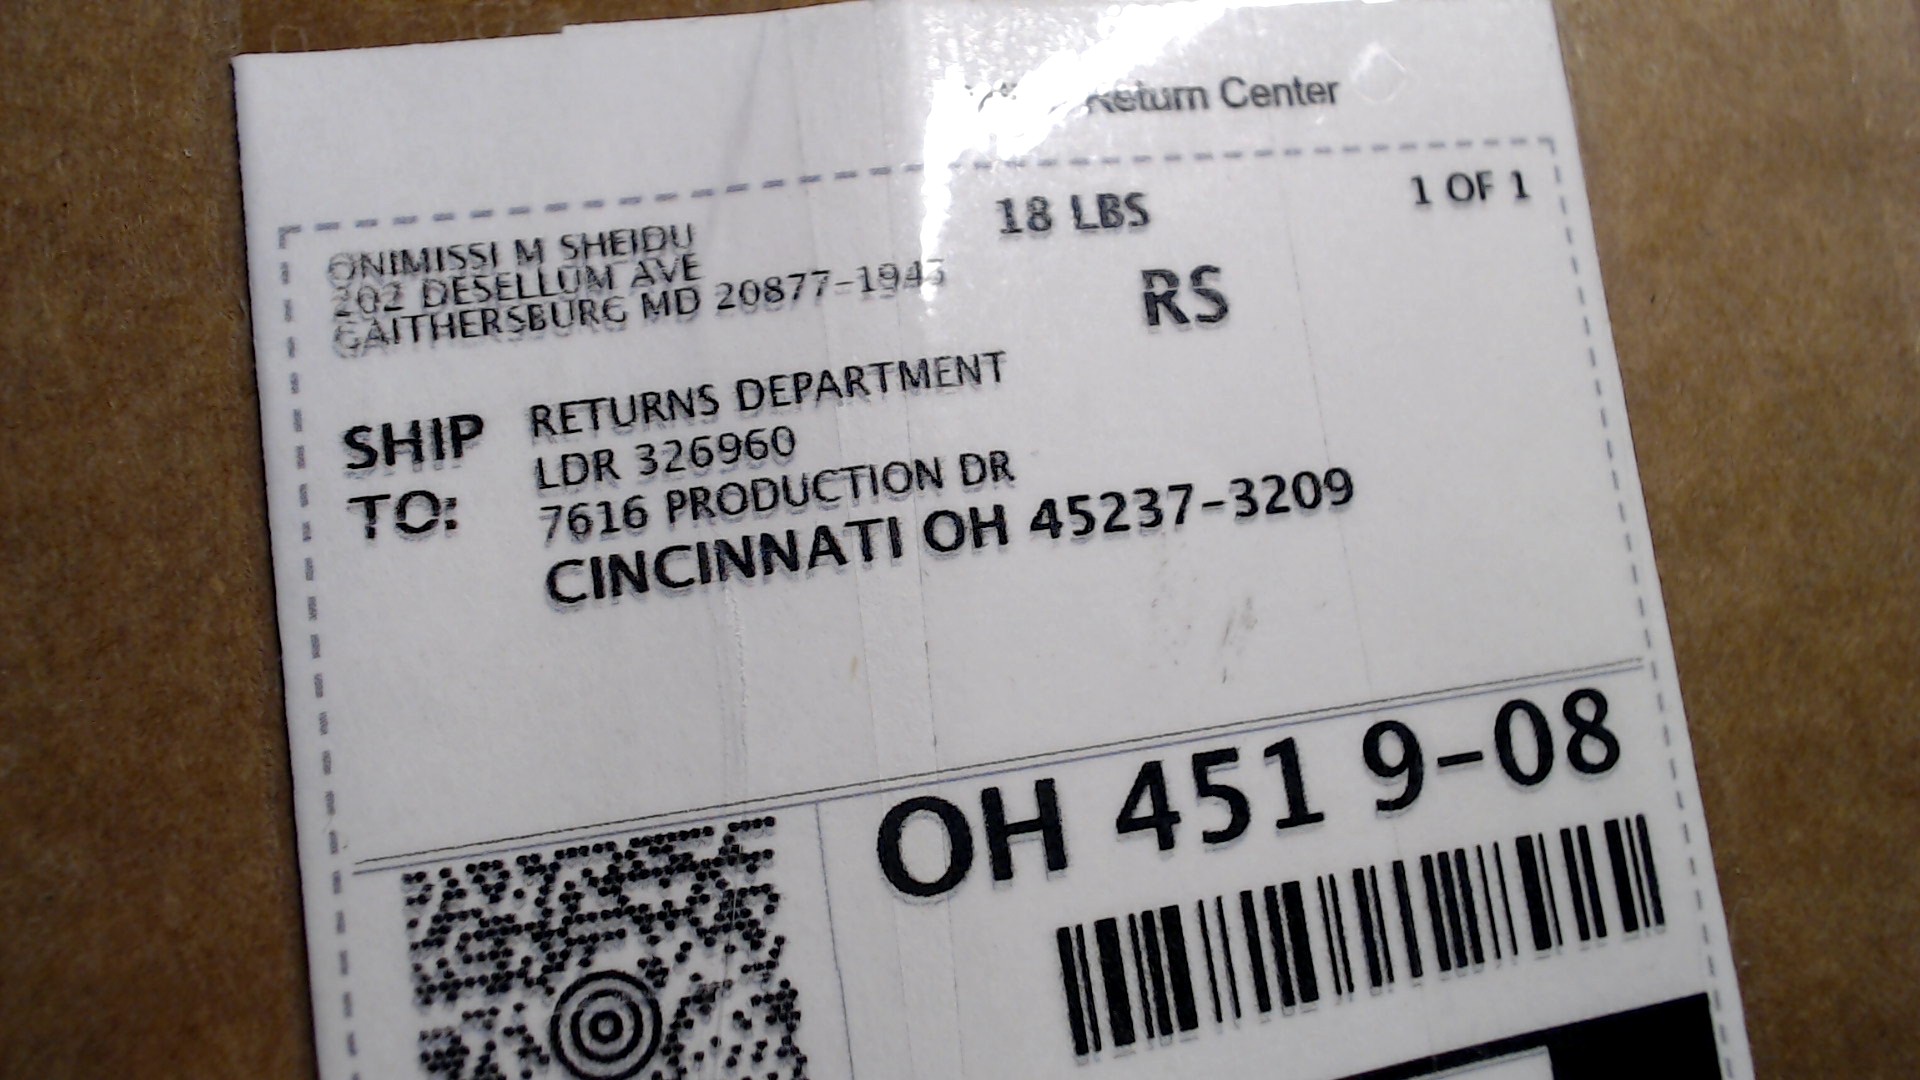 Return Center
18 LBS
1 OF 1
ONIMISSI M SHEIDU
202 DESELLUM AVE
GAITHERSBURG MD 20877-1943
RS
SHIP TO:
RETURNS DEPARTMENT
LDR 326960
7616 PRODUCTION DR
CINCINNATI OH 45237-3209
OH 451 9-08